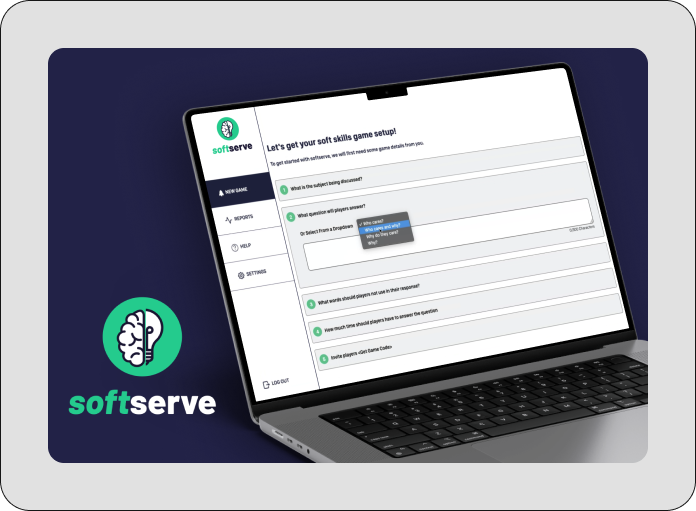 softserve
Let's get your soft skills game setup!
To get started with softserve, we will first need some game details from you.
NEW GAME
REPORTS
HELP
SETTINGS
LOG OUT
1 What is the subject being discussed?
2 What question will players answer?
Or Select From a Dropdown
✓ Who cares?
Who cares and why?
Why do they care?
Why?
Characters
3 What words should players not use in their response?
4 How much time should players have to answer the question
5 Invite players <Get Game Code>
softserve